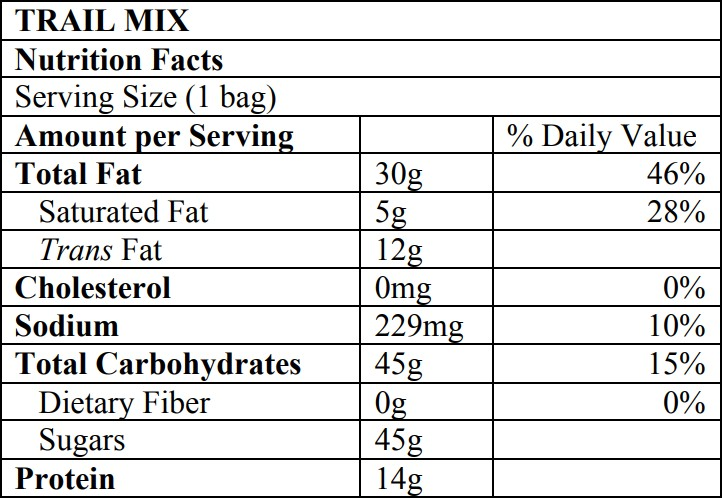 TRAIL MIX
Nutrition Facts
Serving Size (1 bag)
Amount per Serving % Daily Value
Total Fat 30g 46%
Saturated Fat 5g 28%
Trans Fat 12g
Cholesterol 0mg 0%
Sodium 229mg 10%
Total Carbohydrates 45g 15%
Dietary Fiber 0g 0%
Sugars 45g
Protein 14g